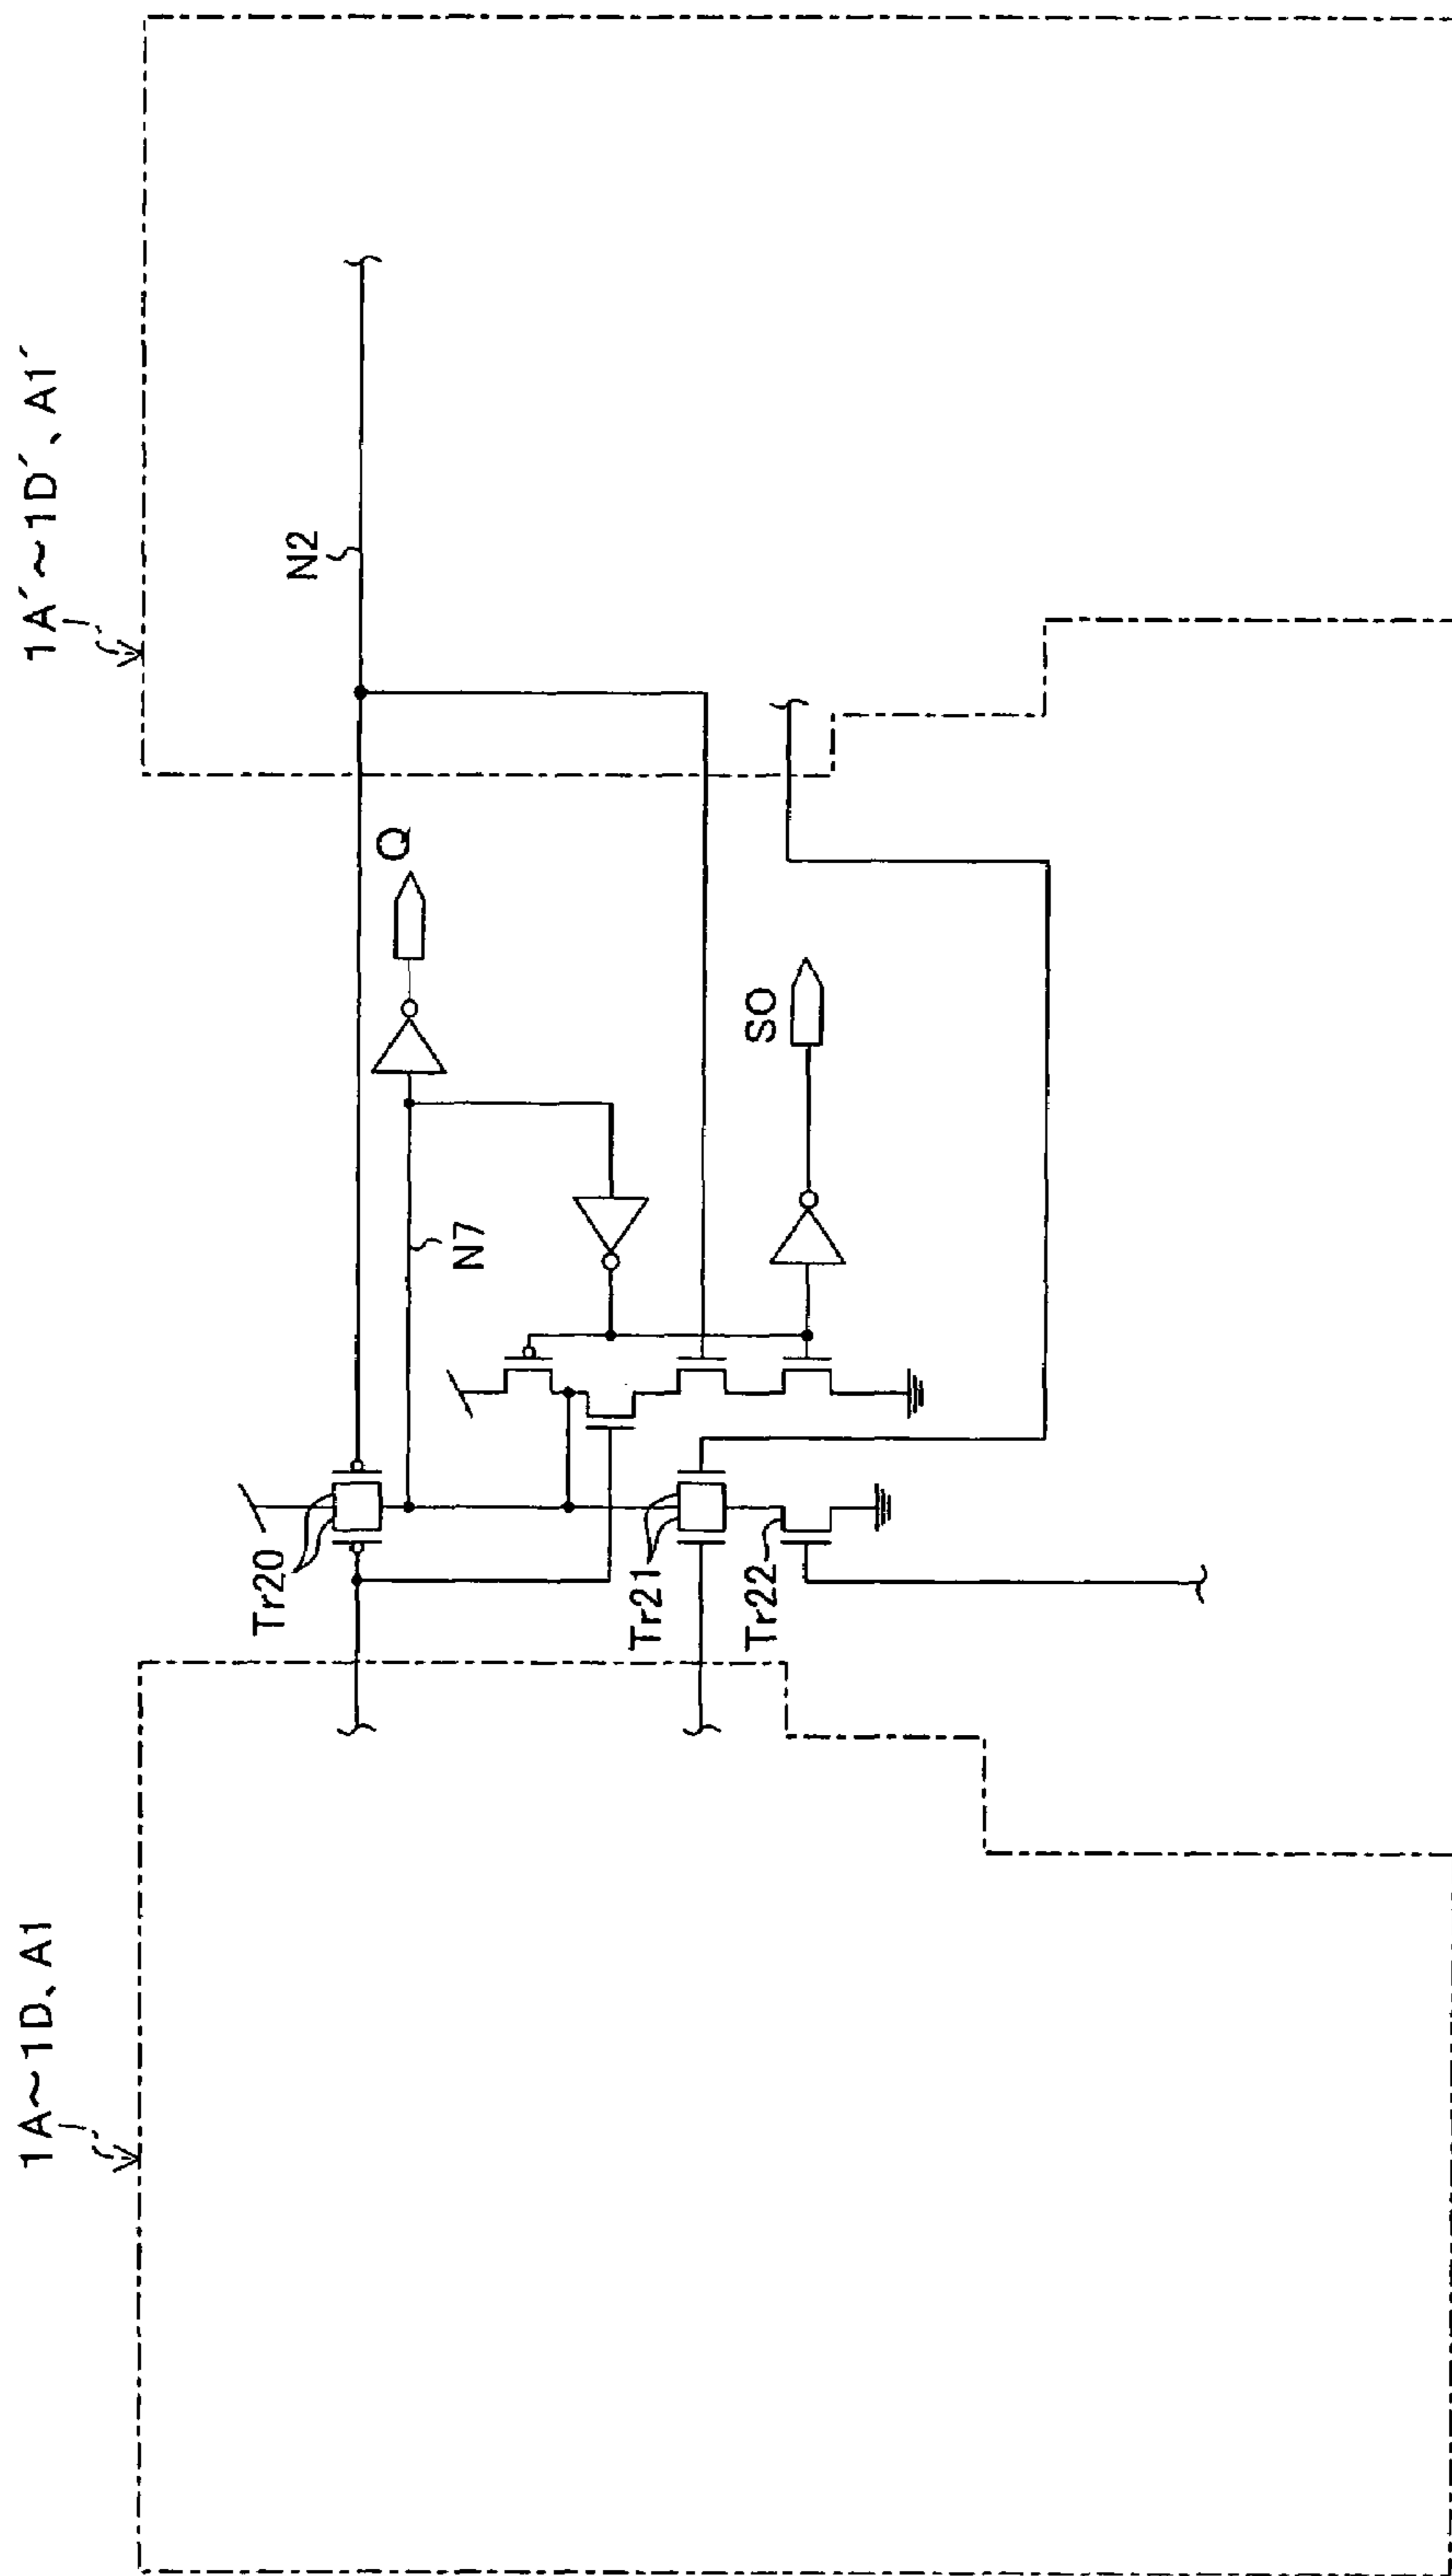 1A~1D、A1
1A´~1D´、A1´
Tr20
N2
Q
N7
Tr21
Tr22
SO